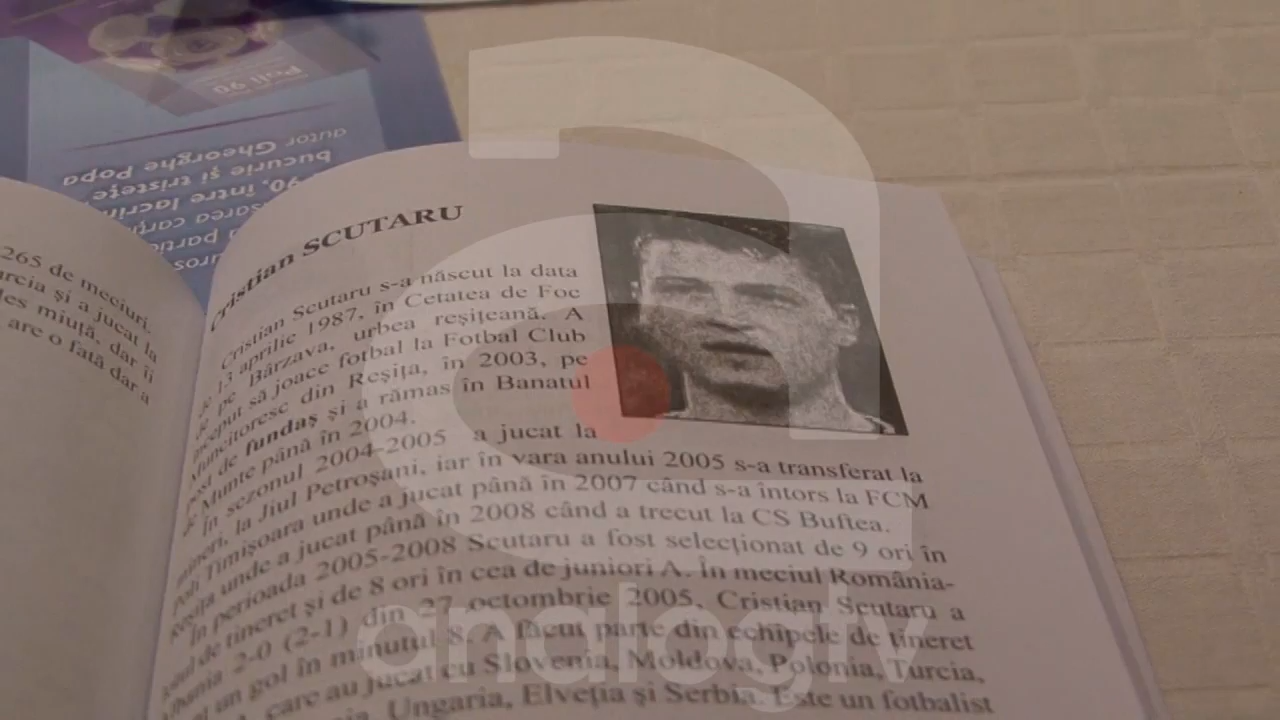 Poli 90
autor Gheorghe Popa
bucurie și tristețe
90, între
265 de meciuri.
și a jucat la
miuță, dar îi
are o fată dar a
Cristian SCUTARU
Cristian Scutaru s-a născut la data
de 13 aprilie 1987, în Cetatea de Foc
de pe Bârzava, urbea reșițeană. A
început să joace fotbal la Fotbal Club
Muncitoresc din Reșița, în 2003, pe
post de fundaș și a rămas în Banatul
de Munte până în 2004.
În sezonul 2004-2005 a jucat la
mineri, la Jiul Petroșani, iar în vara anului 2005 s-a transferat la
Poli Timișoara unde a jucat până în 2007 când s-a întors la FCM
Reșița unde a jucat până în 2008 când a trecut la CS Buftea.
În perioada 2005-2008 Scutaru a fost selecționat de 9 ori în
de tineret și de 8 ori în cea de juniori A. În meciul România-
2-0 (2-1) din 27 octombrie 2005, Cristian Scutaru a
un gol în minutul 8. A făcut parte din echipele de tineret
care au jucat cu Slovenia, Moldova, Polonia, Turcia,
Ungaria, Elveția și Serbia. Este un fotbalist
analogtv